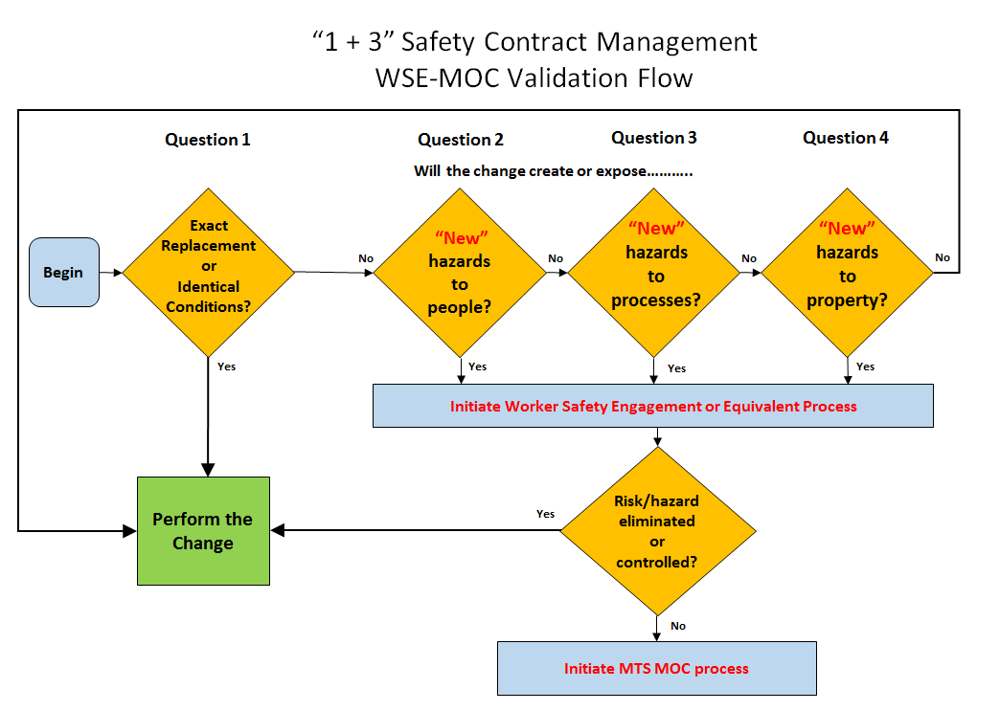 “1 + 3” Safety Contract Management
WSE-MOC Validation Flow
Question 1
Question 2
Question 3
Question 4
Will the change create or expose………..
Begin
Exact
Replacement
or
Identical
Conditions?
No
“New”
hazards
to
people?
No
“New”
hazards
to
processes?
No
“New”
hazards
to
property?
No
Yes
Yes
Yes
Yes
Initiate Worker Safety Engagement or Equivalent Process
Perform the
Change
Yes
Risk/hazard
eliminated
or
controlled?
No
Initiate MTS MOC process